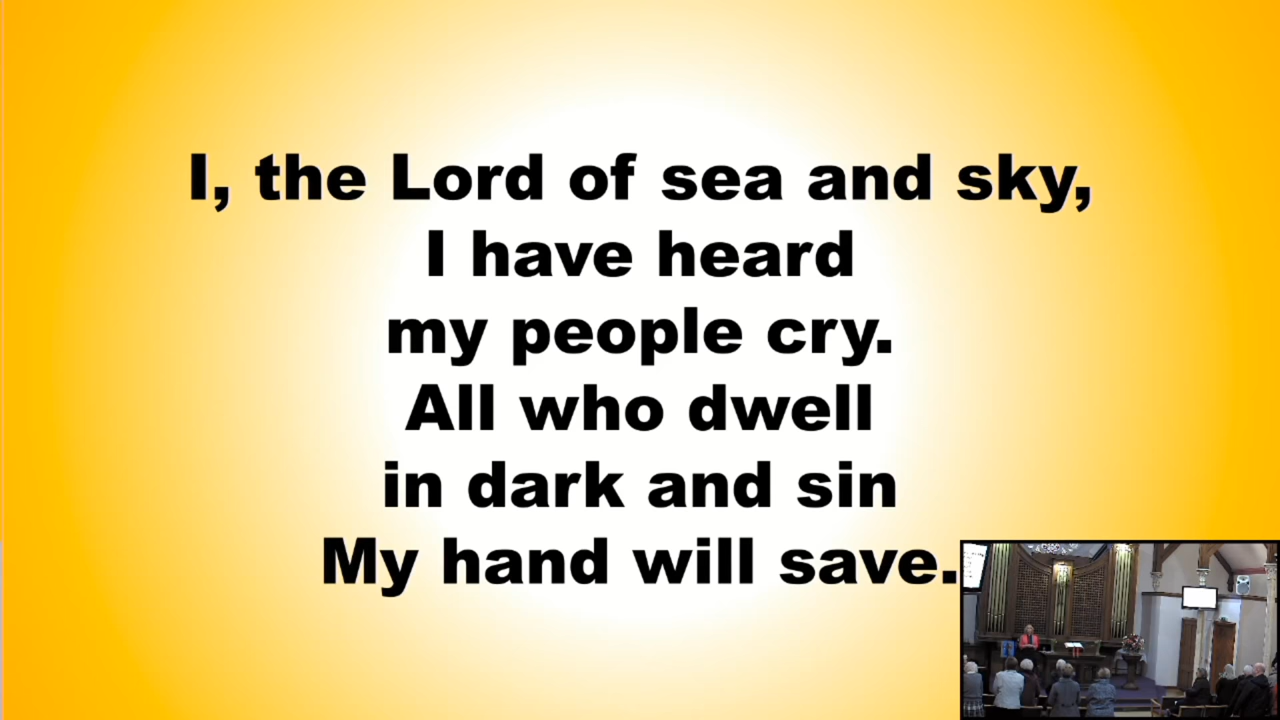 I, the Lord of sea and sky,
I have heard
my people cry.
All who dwell
in dark and sin
My hand will save.